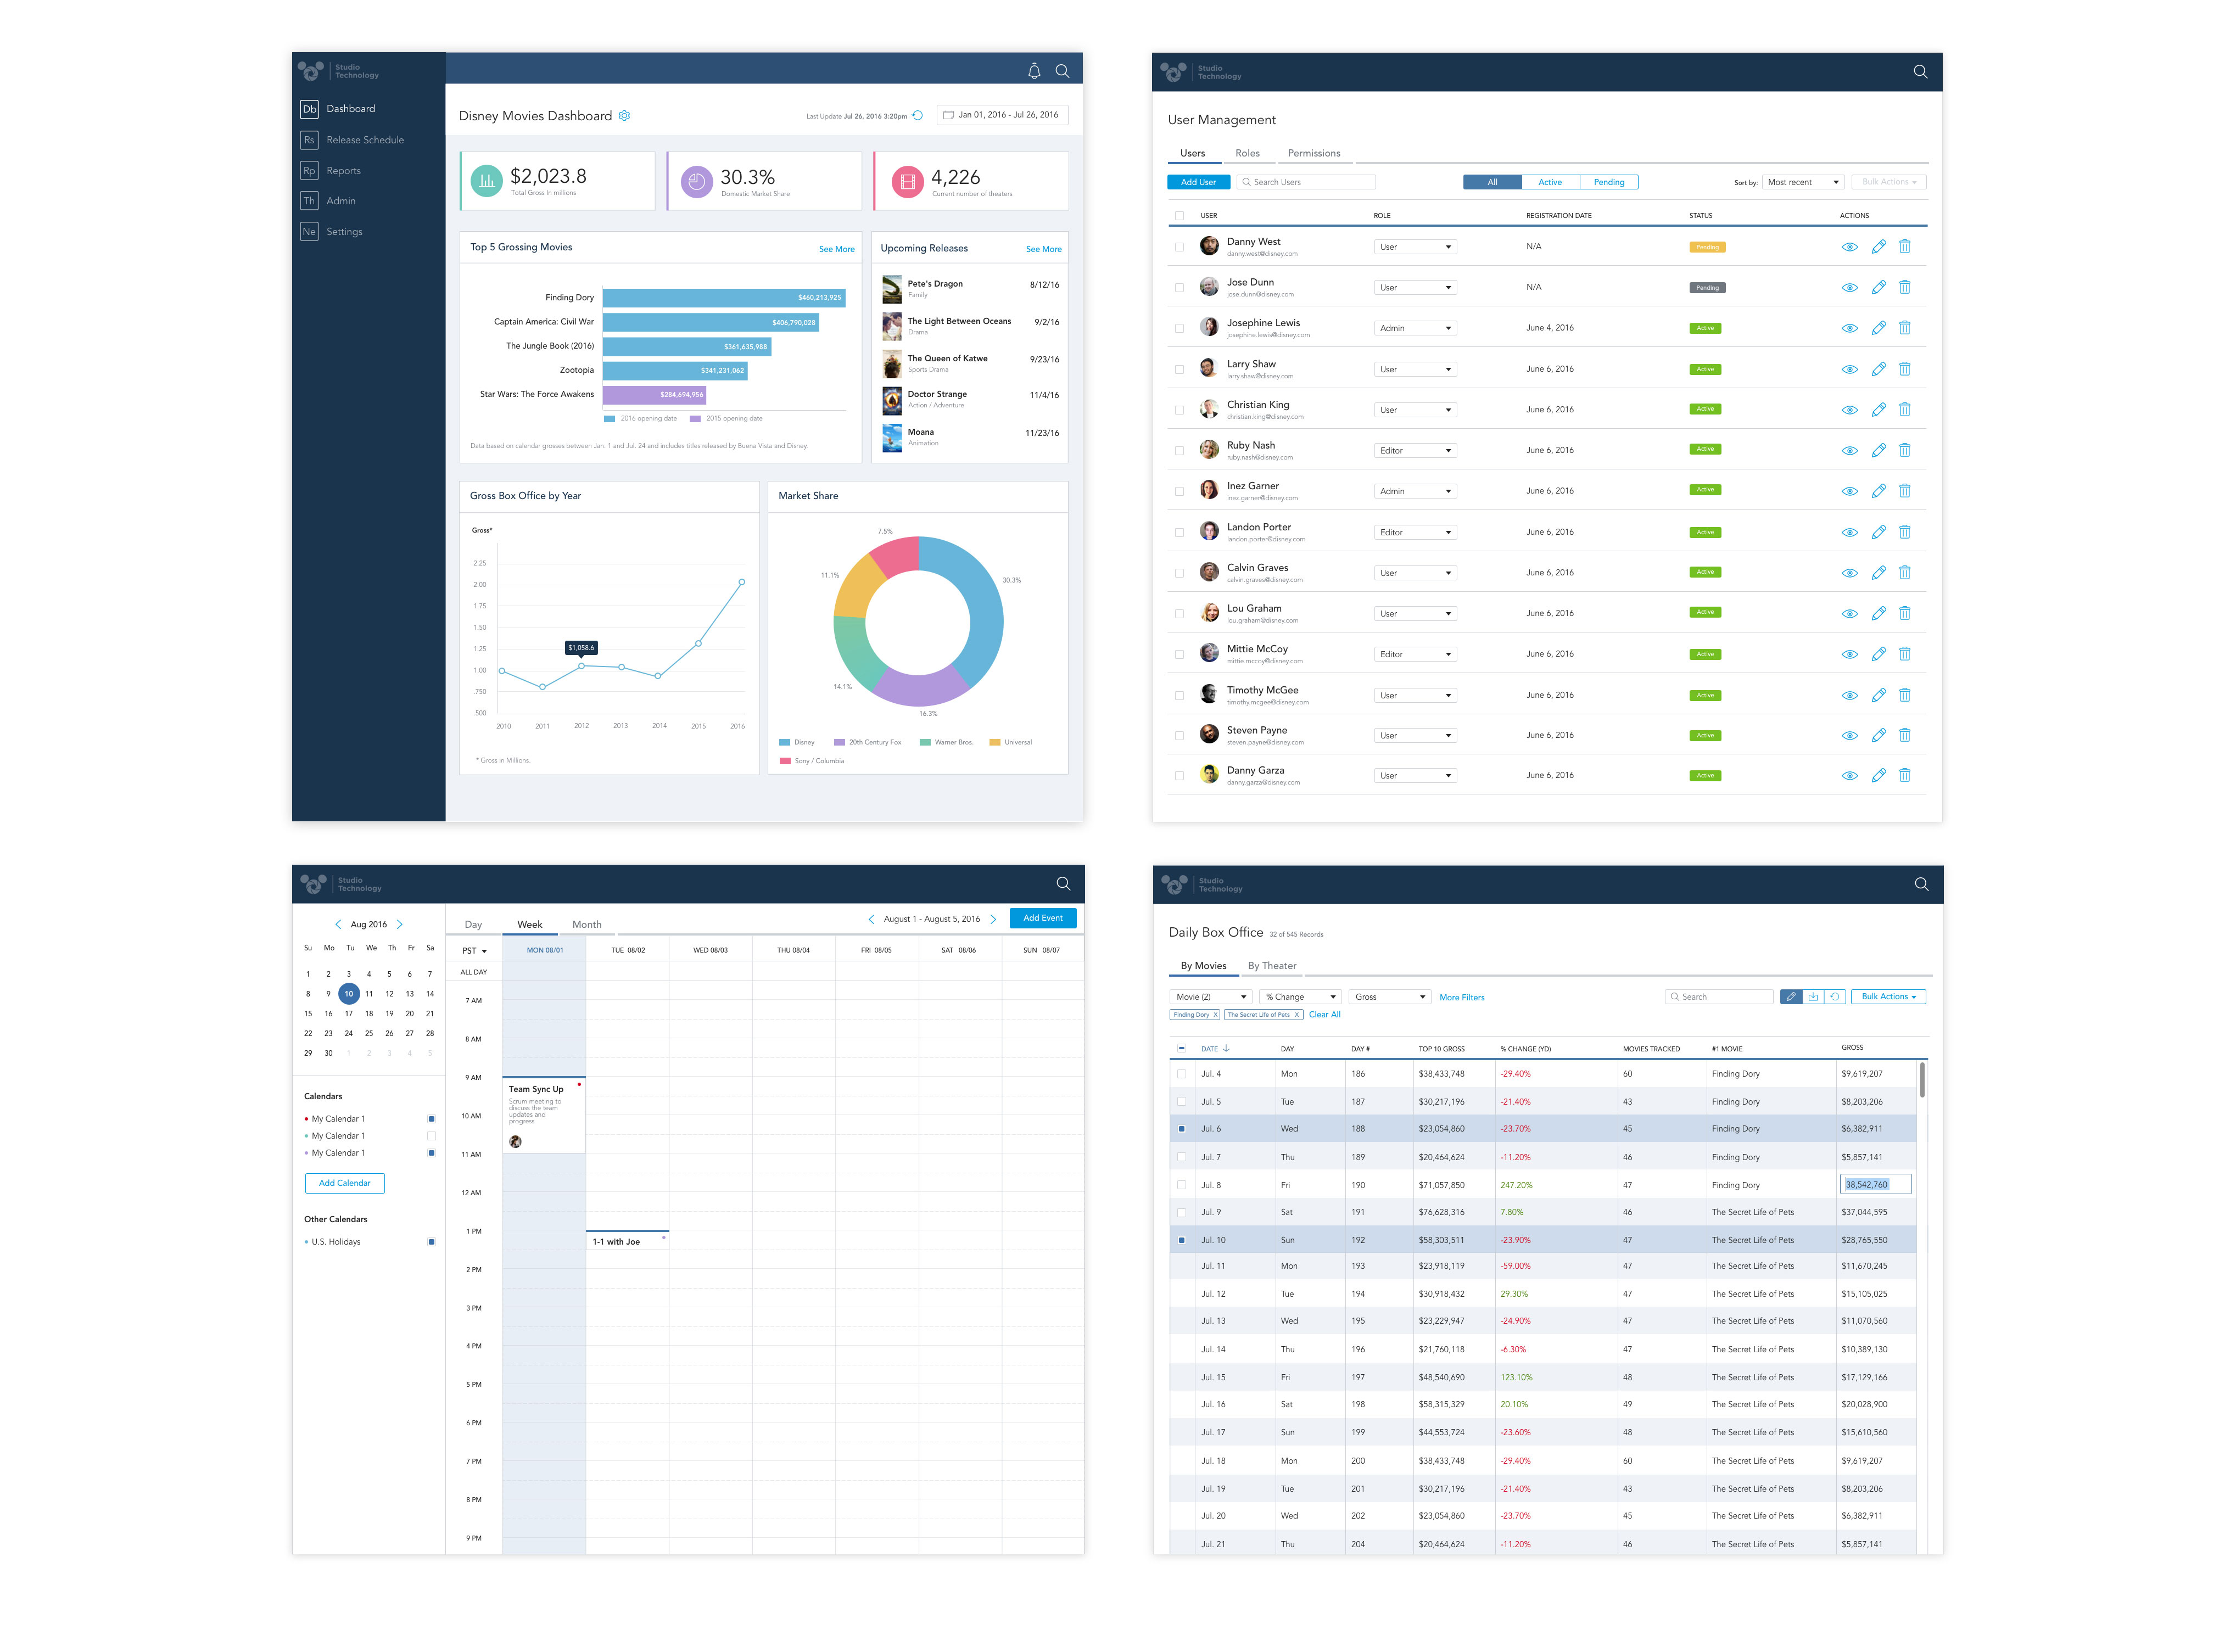 Studio
Technology
Db Dashboard
Rs Release Schedule
Rp Reports
Th Admin
Ne Settings
Disney Movies Dashboard
Last Update Jul 26, 2016 3:20pm
Jan 01, 2016 - Jul 26, 2016
$2,023.8
Total Gross In millions
30.3%
Domestic Market Share
4,226
Current number of theaters
Top 5 Grossing Movies See More
Finding Dory $460,213,925
Captain America: Civil War $406,790,028
The Jungle Book (2016) $361,635,988
Zootopia $341,231,062
Star Wars: The Force Awakens $284,694,956
2016 opening date 2015 opening date
Data based on calendar grosses between Jan. 1 and Jul. 24 and includes titles released by Buena Vista and Disney.
Upcoming Releases See More
Pete's Dragon 8/12/16
Family
The Light Between Oceans 9/2/16
Drama
The Queen of Katwe 9/23/16
Sports Drama
Doctor Strange 11/4/16
Action / Adventure
Moana 11/23/16
Animation
Gross Box Office by Year
Gross*
2.25
2.00
1.75
1.50
1.25
1.00
.750
.500
$1,058.6
2010 2011 2012 2013 2014 2015 2016
* Gross in Millions.
Market Share
7.5%
30.3%
11.1%
14.1%
16.3%
Disney 20th Century Fox Warner Bros. Universal
Sony / Columbia
Studio
Technology
User Management
Users Roles Permissions
Add User Search Users All Active Pending Sort by: Most recent Bulk Actions
USER ROLE REGISTRATION DATE STATUS ACTIONS
Danny West User N/A Pending
danny.west@disney.com
Jose Dunn User N/A Pending
jose.dunn@disney.com
Josephine Lewis Admin June 4, 2016 Active
josephine.lewis@disney.com
Larry Shaw User June 6, 2016 Active
larry.shaw@disney.com
Christian King User June 6, 2016 Active
christian.king@disney.com
Ruby Nash Editor June 6, 2016 Active
ruby.nash@disney.com
Inez Garner Admin June 6, 2016 Active
inez.garner@disney.com
Landon Porter Editor June 6, 2016 Active
landon.porter@disney.com
Calvin Graves User June 6, 2016 Active
calvin.graves@disney.com
Lou Graham User June 6, 2016 Active
lou.graham@disney.com
Mittie McCoy Editor June 6, 2016 Active
mittie.mccoy@disney.com
Timothy McGee User June 6, 2016 Active
timothy.mcgee@disney.com
Steven Payne User June 6, 2016 Active
steven.payne@disney.com
Danny Garza User June 6, 2016 Active
danny.garza@disney.com
Studio
Technology
Aug 2016
Su Mo Tu We Th Fr Sa
1 2 3 4 5 6 7
8 9 10 11 12 13 14
15 16 17 18 19 20 21
22 23 24 25 26 27 28
29 30 1 2 3 4 5
Calendars
My Calendar 1
My Calendar 1
My Calendar 1
Add Calendar
Other Calendars
U.S. Holidays
Day Week Month August 1 - August 5, 2016 Add Event
PST MON 08/01 TUE 08/02 WED 08/03 THU 08/04 FRI 08/05 SAT 08/06 SUN 08/07
ALL DAY
7 AM
8 AM
9 AM
Team Sync Up
Scrum meeting to
discuss the team
updates and
progress
10 AM
11 AM
12 AM
1 PM
1-1 with Joe
2 PM
3 PM
4 PM
5 PM
6 PM
7 PM
8 PM
9 PM
Studio
Technology
Daily Box Office 32 of 545 Records
By Movies By Theater
Movie (2) % Change Gross More Filters Search Bulk Actions
Finding Dory X The Secret Life of Pets X Clear All
DATE DAY DAY # TOP 10 GROSS % CHANGE (YD) MOVIES TRACKED #1 MOVIE GROSS
Jul. 4 Mon 186 $38,433,748 -29.40% 60 Finding Dory $9,619,207
Jul. 5 Tue 187 $30,217,196 -21.40% 43 Finding Dory $8,203,206
Jul. 6 Wed 188 $23,054,860 -23.70% 45 Finding Dory $6,382,911
Jul. 7 Thu 189 $20,464,624 -11.20% 46 Finding Dory $5,857,141
Jul. 8 Fri 190 $71,057,850 247.20% 47 Finding Dory 38,542,760
Jul. 9 Sat 191 $76,628,316 7.80% 46 The Secret Life of Pets $37,044,595
Jul. 10 Sun 192 $58,303,511 -23.90% 47 The Secret Life of Pets $28,765,550
Jul. 11 Mon 193 $23,918,119 -59.00% 47 The Secret Life of Pets $11,670,245
Jul. 12 Tue 194 $30,918,432 29.30% 47 The Secret Life of Pets $15,105,025
Jul. 13 Wed 195 $23,229,947 -24.90% 47 The Secret Life of Pets $11,070,560
Jul. 14 Thu 196 $21,760,118 -6.30% 47 The Secret Life of Pets $10,389,130
Jul. 15 Fri 197 $48,540,690 123.10% 48 The Secret Life of Pets $17,129,166
Jul. 16 Sat 198 $58,315,329 20.10% 49 The Secret Life of Pets $20,028,900
Jul. 17 Sun 199 $44,553,724 -23.60% 48 The Secret Life of Pets $15,610,560
Jul. 18 Mon 200 $38,433,748 -29.40% 60 The Secret Life of Pets $9,619,207
Jul. 19 Tue 201 $30,217,196 -21.40% 43 The Secret Life of Pets $8,203,206
Jul. 20 Wed 202 $23,054,860 -23.70% 45 The Secret Life of Pets $6,382,911
Jul. 21 Thu 204 $20,464,624 -11.20% 46 The Secret Life of Pets $5,857,141